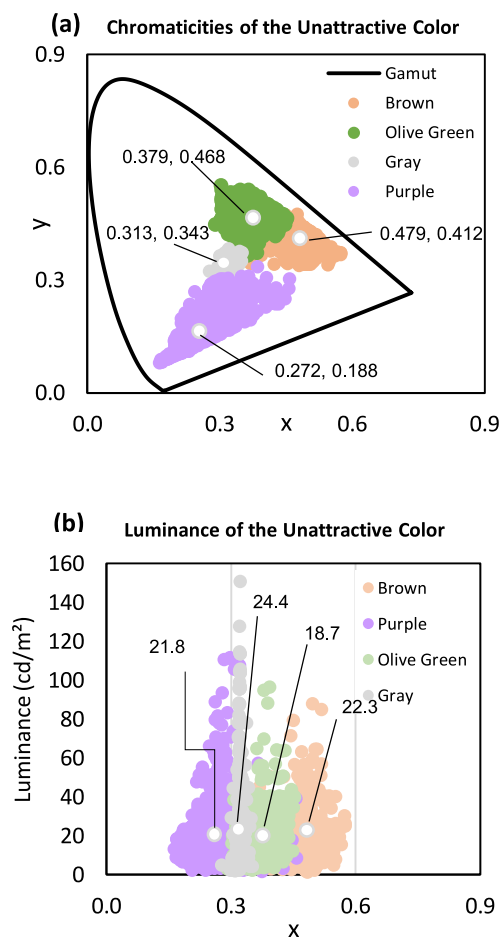 (a) Chromaticities of the Unattractive Color
0.9
0.6
0.3
0.0
y
0.0
0.3
0.6
0.9
x
Gamut
Brown
Olive Green
Gray
Purple
0.379, 0.468
0.313, 0.343
0.479, 0.412
0.272, 0.188
(b) Luminance of the Unattractive Color
160
140
120
100
80
60
40
20
0
Luminance (cd/m²)
0.0
0.3
0.6
0.9
x
Brown
Purple
Olive Green
Gray
21.8
24.4
18.7
22.3